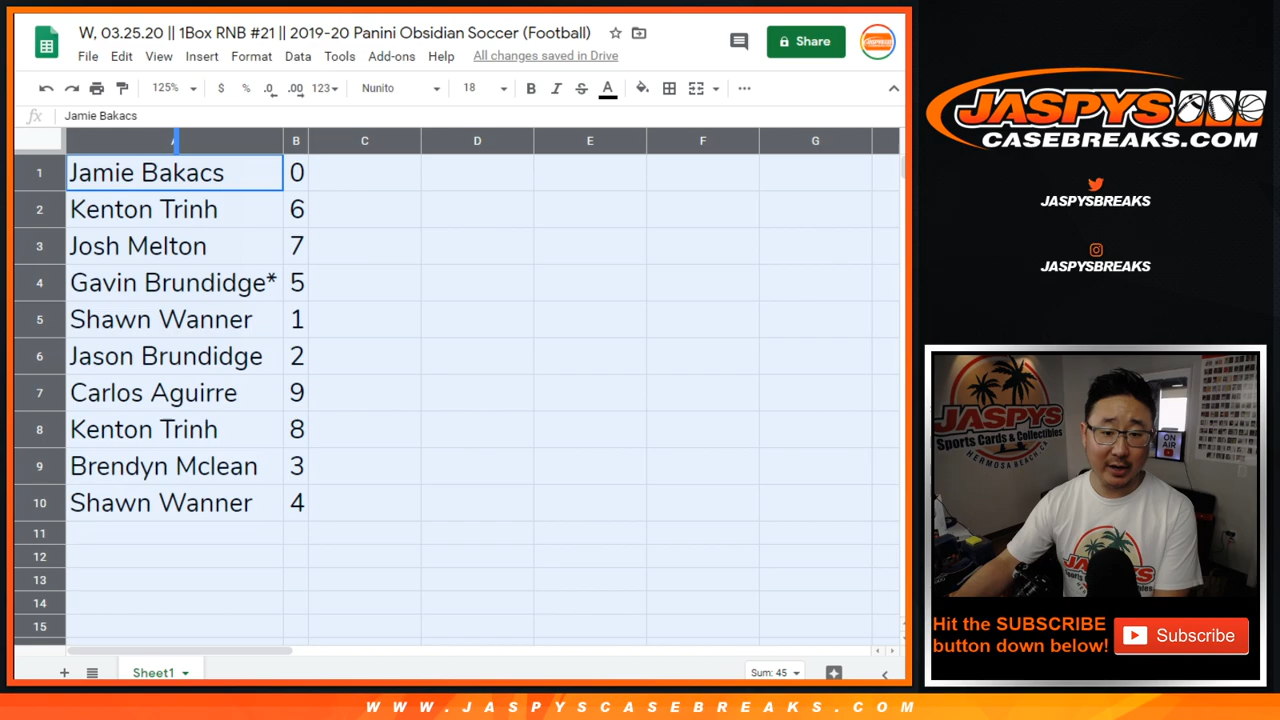 W, 03.25.20 || 1Box RNB #21 || 2019-20 Panini Obsidian Soccer (Football)
File Edit View Insert Format Data Tools Add-ons Help All changes saved in Drive
Share
125% $ % .0 .00 123 Nunito 18 B I S A
fx Jamie Bakacs
A B C D E F G
1 Jamie Bakacs 0
2 Kenton Trinh 6
3 Josh Melton 7
4 Gavin Brundidge* 5
5 Shawn Wanner 1
6 Jason Brundidge 2
7 Carlos Aguirre 9
8 Kenton Trinh 8
9 Brendyn Mclean 3
10 Shawn Wanner 4
11
12
13
14
15
Sheet1 Sum: 45
JASPYS
CASEBREAKS.COM
JASPYSBREAKS
JASPYSBREAKS
JASPYS
Sports Cards & Collectibles
HERMOSA BEACH, CA
ON
AIR
Hit the SUBSCRIBE
button down below!
Subscribe
WWW.JASPYSCASEBREAKS.COM